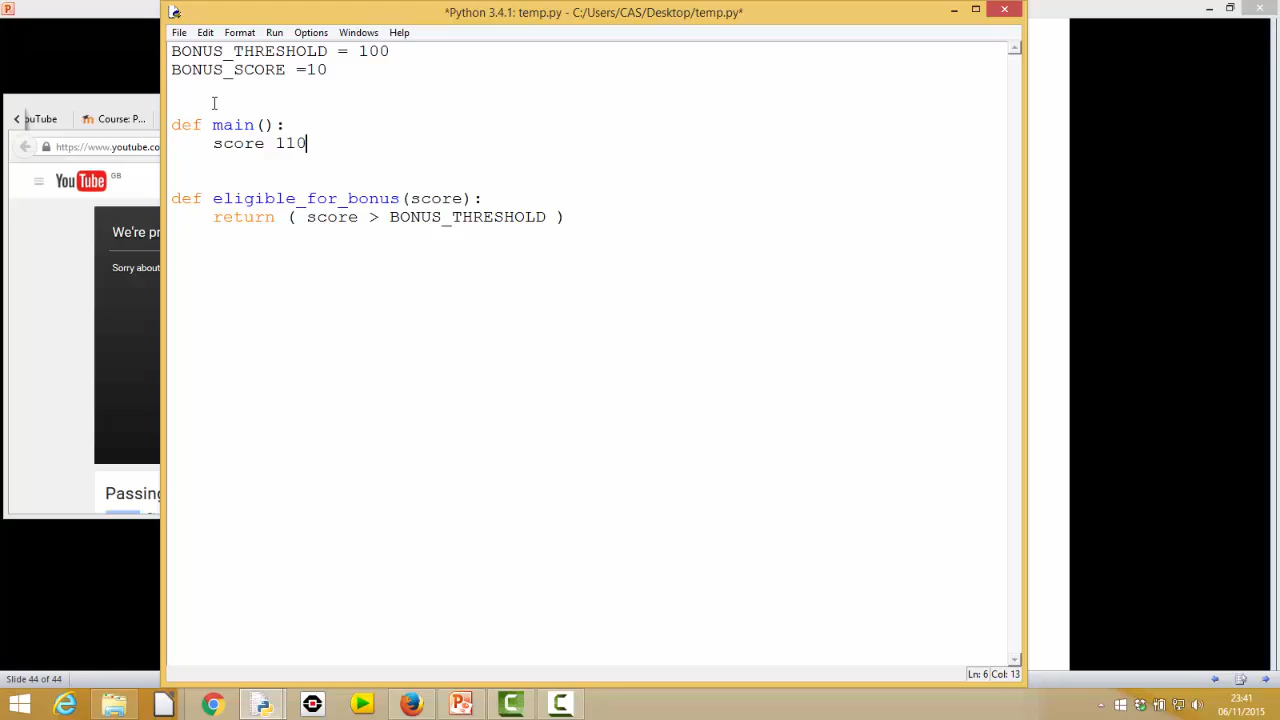 *Python 3.4.1: temp.py - C:/Users/CAS/Desktop/temp.py*
File Edit Format Run Options Windows Help
BONUS_THRESHOLD = 100
BONUS_SCORE =10
def main():
score 110
def eligible_for_bonus(score):
return ( score > BONUS_THRESHOLD )
Ln: 6 Col: 13
ouTube
Course: P...
https://www.youtube.co
YouTube GB
We're pr
Sorry about
Passing
Slide 44 of 44
23:41
06/11/2015